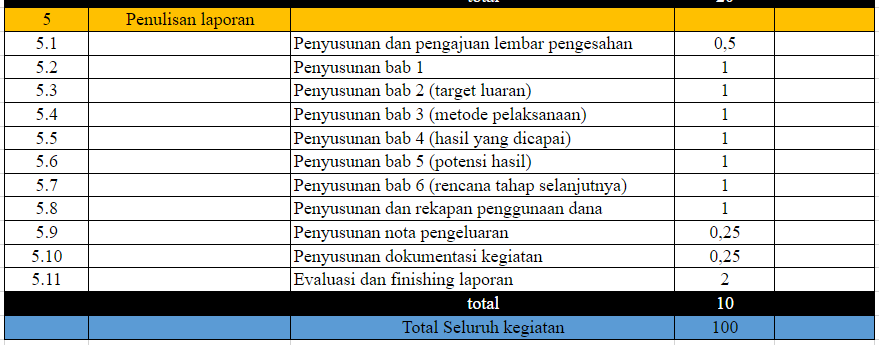 total 20
5 Penulisan laporan
5.1 Penyusunan dan pengajuan lembar pengesahan 0,5
5.2 Penyusunan bab 1 1
5.3 Penyusunan bab 2 (target luaran) 1
5.4 Penyusunan bab 3 (metode pelaksanaan) 1
5.5 Penyusunan bab 4 (hasil yang dicapai) 1
5.6 Penyusunan bab 5 (potensi hasil) 1
5.7 Penyusunan bab 6 (rencana tahap selanjutnya) 1
5.8 Penyusunan dan rekapan penggunaan dana 1
5.9 Penyusunan nota pengeluaran 0,25
5.10 Penyusunan dokumentasi kegiatan 0,25
5.11 Evaluasi dan finishing laporan 2
total 10
Total Seluruh kegiatan 100